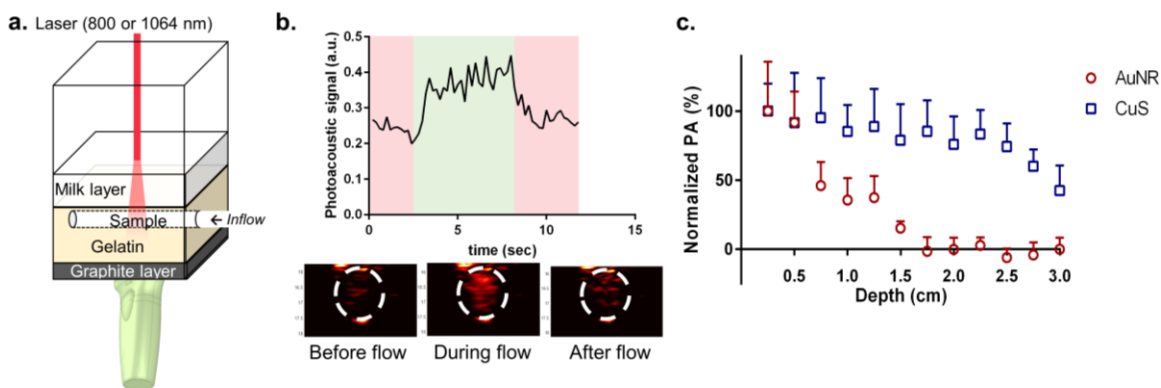 a.
Laser (800 or 1064 nm)
Milk layer
Sample
← Inflow
Gelatin
Graphite layer
b.
Photoacoustic signal (a.u.)
0.5
0.4
0.3
0.2
0.1
0.0
0
5
10
15
time (sec)
Before flow
During flow
After flow
c.
Normalized PA (%)
100
50
0
0.5
1.0
1.5
2.0
2.5
3.0
Depth (cm)
AuNR
CuS